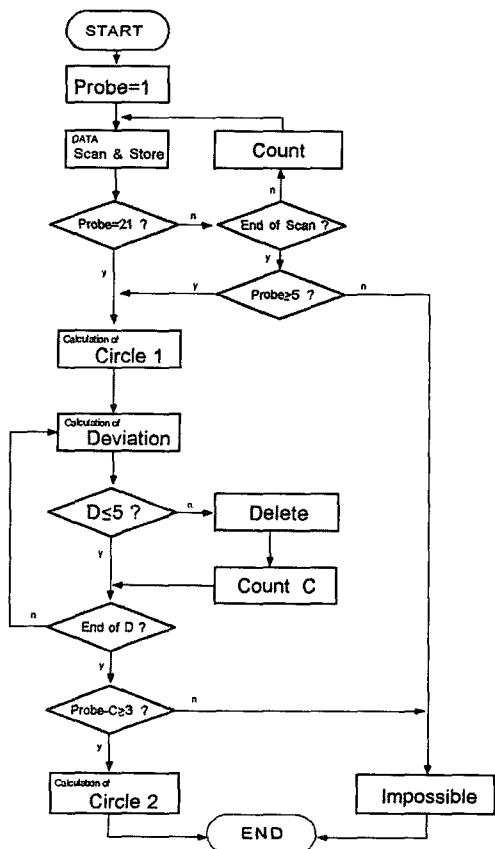 START
Probe=1
DATA
Scan & Store
Count
n
Probe=21 ?
n
End of Scan ?
y
y
y
Probe≥5 ?
n
Calculation of
Circle 1
Calculation of
Deviation
D≤5 ?
n
Delete
y
Count C
n
End of D ?
y
Probe-C≥3 ?
n
y
Calculation of
Circle 2
Impossible
END